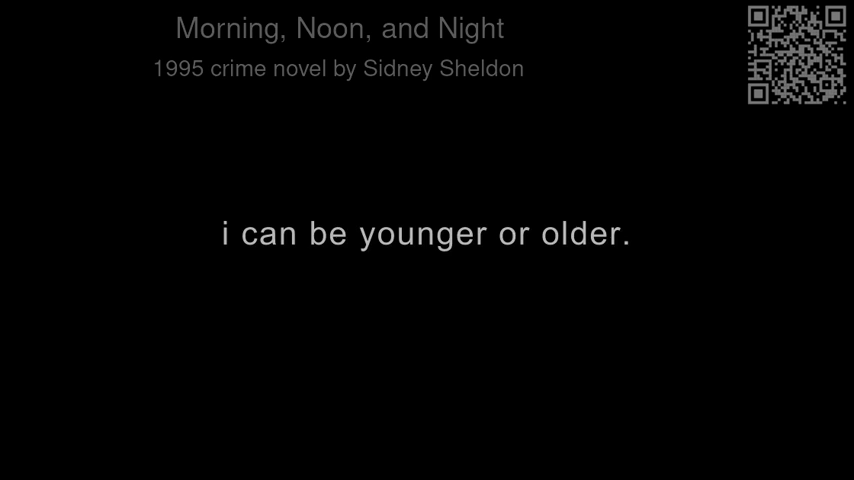 Morning, Noon, and Night
1995 crime novel by Sidney Sheldon
i can be younger or older.